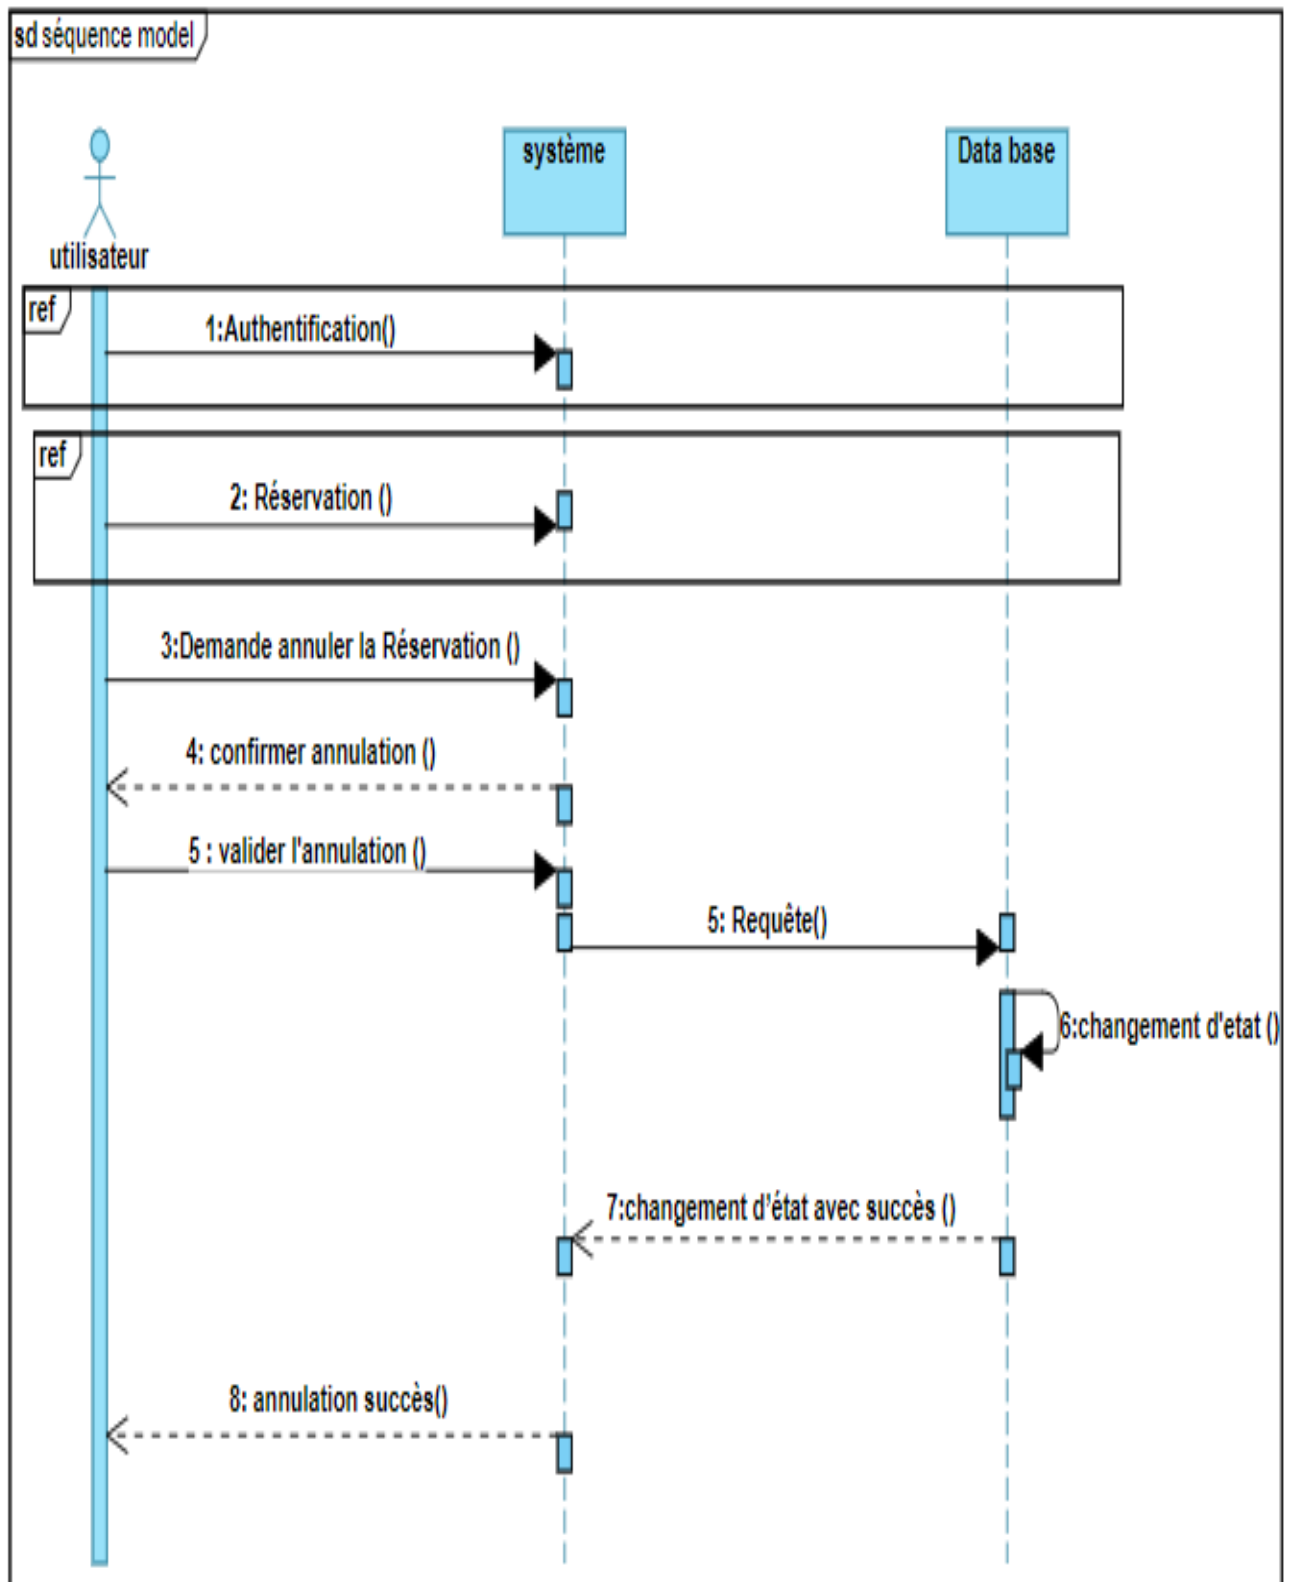 sd séquence model
système
Data base
utilisateur
ref
1:Authentification()
ref
2: Réservation ()
3:Demande annuler la Réservation ()
4: confirmer annulation ()
5 : valider l'annulation ()
5: Requête()
6:changement d'etat ()
7:changement d'état avec succès ()
8: annulation succès()